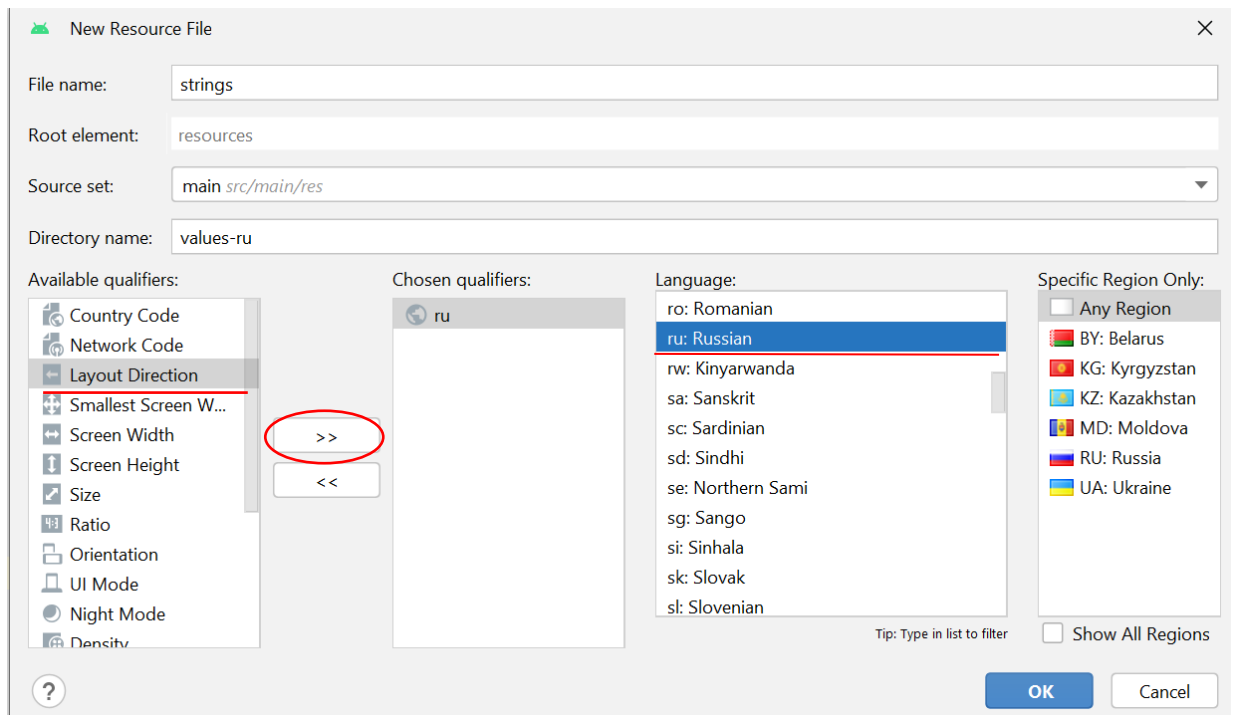 New Resource File
File name: strings
Root element: resources
Source set: main src/main/res
Directory name: values-ru
Available qualifiers:
Country Code
Network Code
Layout Direction
Smallest Screen W...
Screen Width
Screen Height
Size
Ratio
Orientation
UI Mode
Night Mode
Density
>>
<<
Chosen qualifiers:
ru
Language:
ro: Romanian
ru: Russian
rw: Kinyarwanda
sa: Sanskrit
sc: Sardinian
sd: Sindhi
se: Northern Sami
sg: Sango
si: Sinhala
sk: Slovak
sl: Slovenian
Tip: Type in list to filter
Specific Region Only:
Any Region
BY: Belarus
KG: Kyrgyzstan
KZ: Kazakhstan
MD: Moldova
RU: Russia
UA: Ukraine
Show All Regions
?
OK
Cancel